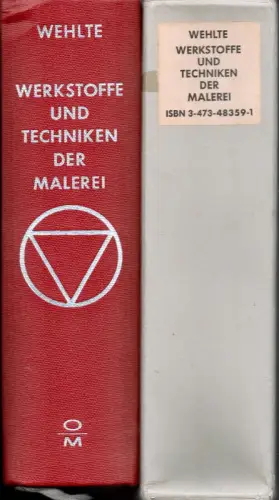 WEHLTE
WERKSTOFFE
UND
TECHNIKEN
DER
MALEREI
O
M
WEHLTE
WERKSTOFFE
UND
TECHNIKEN
DER
MALEREI
ISBN 3-473-48359-1